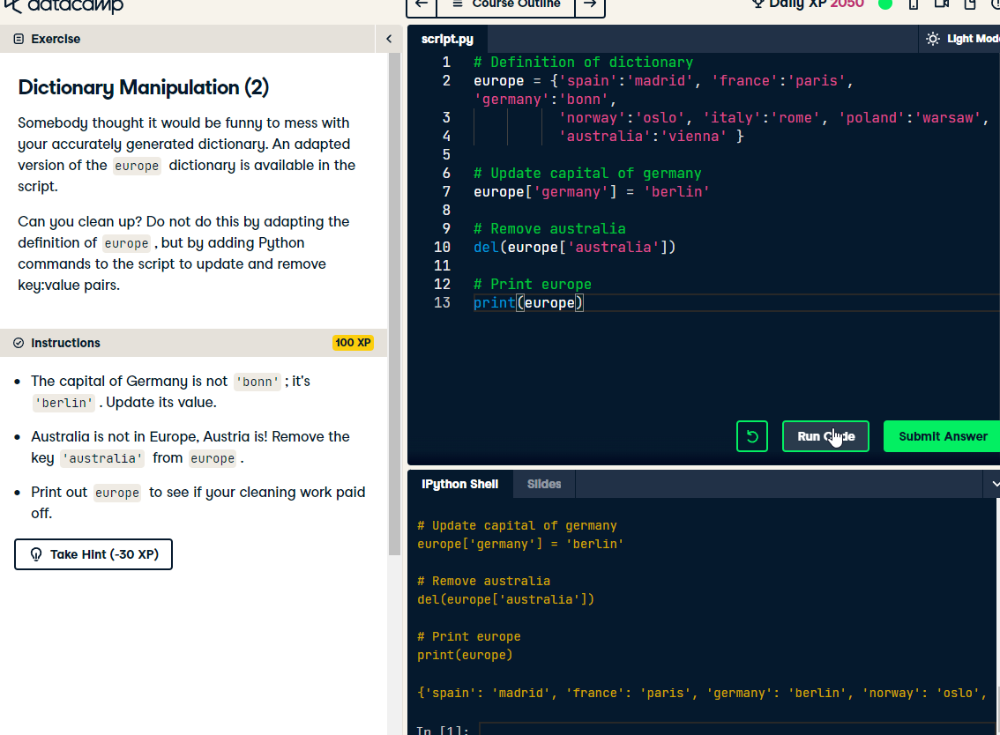 datacamp
Course Outline
Daily XP 2050
Exercise
script.py
Light Mod
Dictionary Manipulation (2)
Somebody thought it would be funny to mess with
your accurately generated dictionary. An adapted
version of the europe dictionary is available in the
script.
Can you clean up? Do not do this by adapting the
definition of europe , but by adding Python
commands to the script to update and remove
key:value pairs.
Instructions
100 XP
The capital of Germany is not 'bonn' ; it's
'berlin' . Update its value.
Australia is not in Europe, Austria is! Remove the
key 'australia' from europe .
Print out europe to see if your cleaning work paid
off.
Take Hint (-30 XP)
1 # Definition of dictionary
2 europe = {'spain':'madrid', 'france':'paris',
'germany':'bonn',
3 'norway':'oslo', 'italy':'rome', 'poland':'warsaw',
4 'australia':'vienna' }
5
6 # Update capital of germany
7 europe['germany'] = 'berlin'
8
9 # Remove australia
10 del(europe['australia'])
11
12 # Print europe
13 print(europe)
Run Code
Submit Answer
IPython Shell
Slides
# Update capital of germany
europe['germany'] = 'berlin'
# Remove australia
del(europe['australia'])
# Print europe
print(europe)
{'spain': 'madrid', 'france': 'paris', 'germany': 'berlin', 'norway': 'oslo',
In [1]: